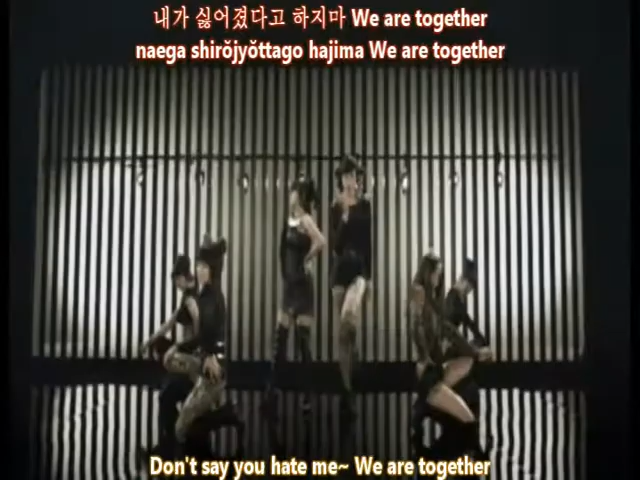 내가 싫어졌다고 하지마 We are together
naega shirŏjyŏttago hajima We are together
Don't say you hate me~ We are together